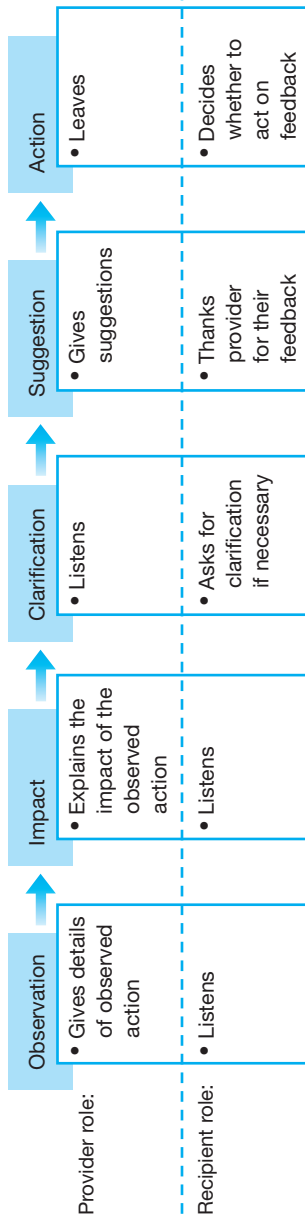 Observation
Impact
Clarification
Suggestion
Action
Provider role:
• Gives details
of observed
action
• Explains the
impact of the
observed
action
• Listens
• Gives
suggestions
• Leaves
Recipient role:
• Listens
• Listens
• Asks for
clarification
if necessary
• Thanks
provider
for their
feedback
• Decides
whether to
act on
feedback